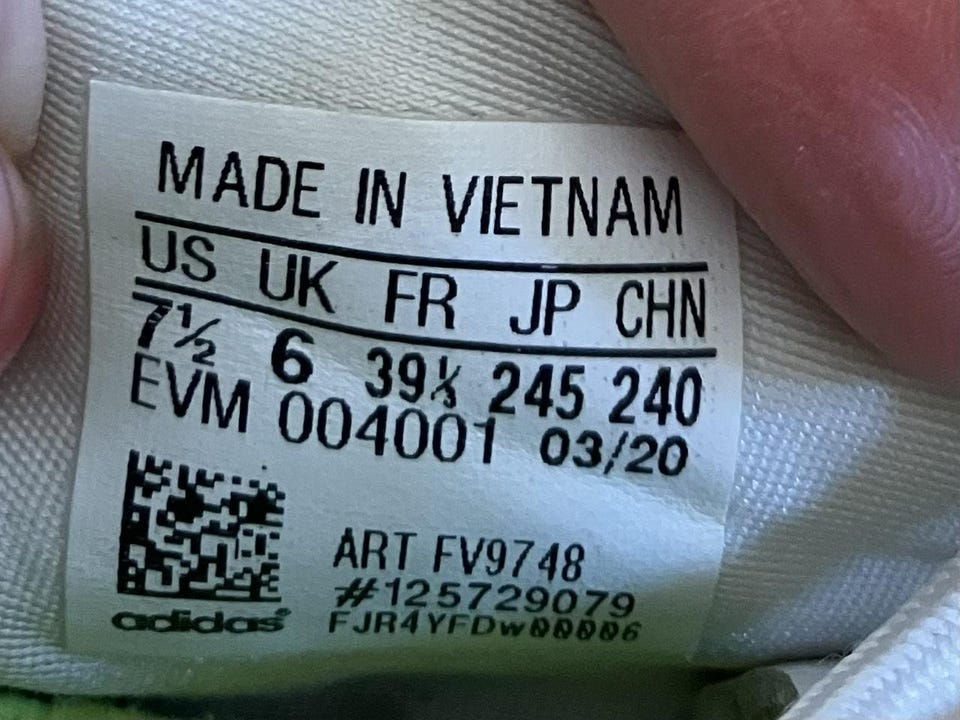 MADE IN VIETNAM
US UK FR JP CHN
7½ 6 39⅓ 245 240
EVM 004001 03/20
ART FV9748
#125729079
adidas® FJR4YFDw00006